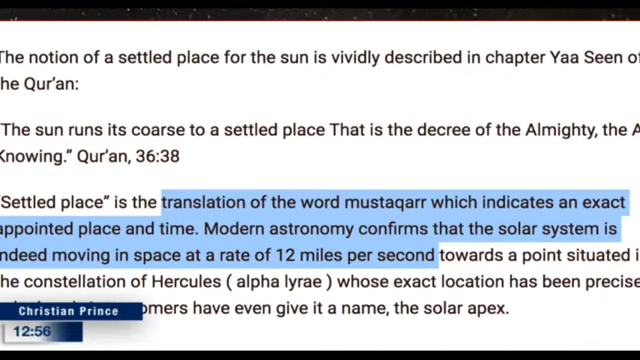 The notion of a settled place for the sun is vividly described in chapter Yaa Seen of
the Qur'an:
"The sun runs its coarse to a settled place That is the decree of the Almighty, the A
Knowing." Qur'an, 36:38
"Settled place" is the translation of the word mustaqarr which indicates an exact
appointed place and time. Modern astronomy confirms that the solar system is
indeed moving in space at a rate of 12 miles per second towards a point situated i
the constellation of Hercules ( alpha lyrae ) whose exact location has been precise
have even give it a name, the solar apex.
Christian Prince
12:56